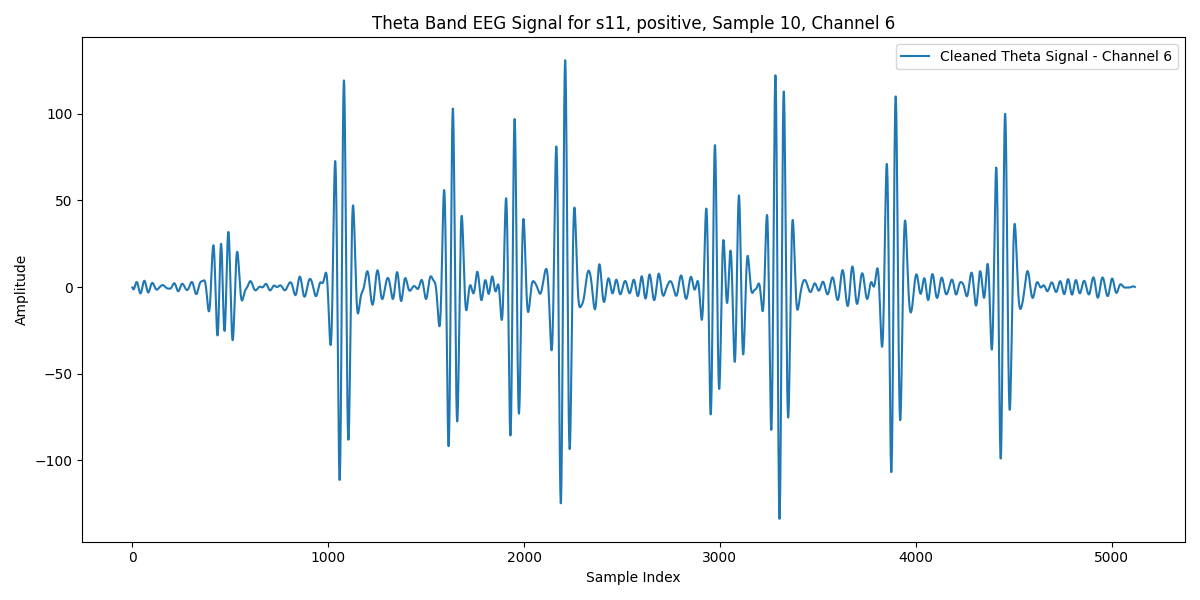 Theta Band EEG Signal for s11, positive, Sample 10, Channel 6
Cleaned Theta Signal - Channel 6
Amplitude
100
50
0
−50
−100
0
1000
2000
3000
4000
5000
Sample Index